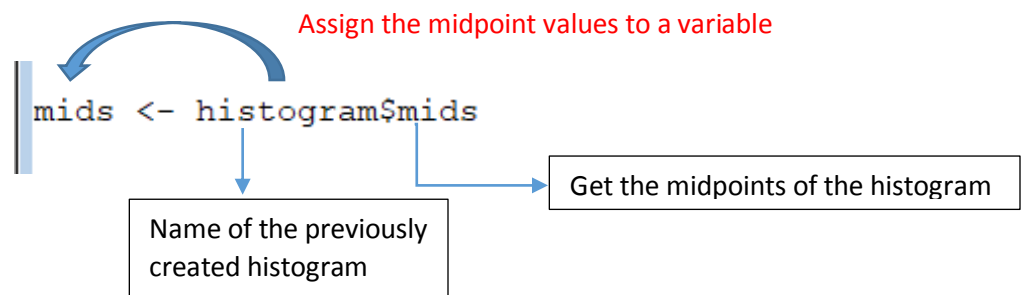 Assign the midpoint values to a variable
mids <- histogram$mids
Get the midpoints of the histogram
Name of the previously
created histogram